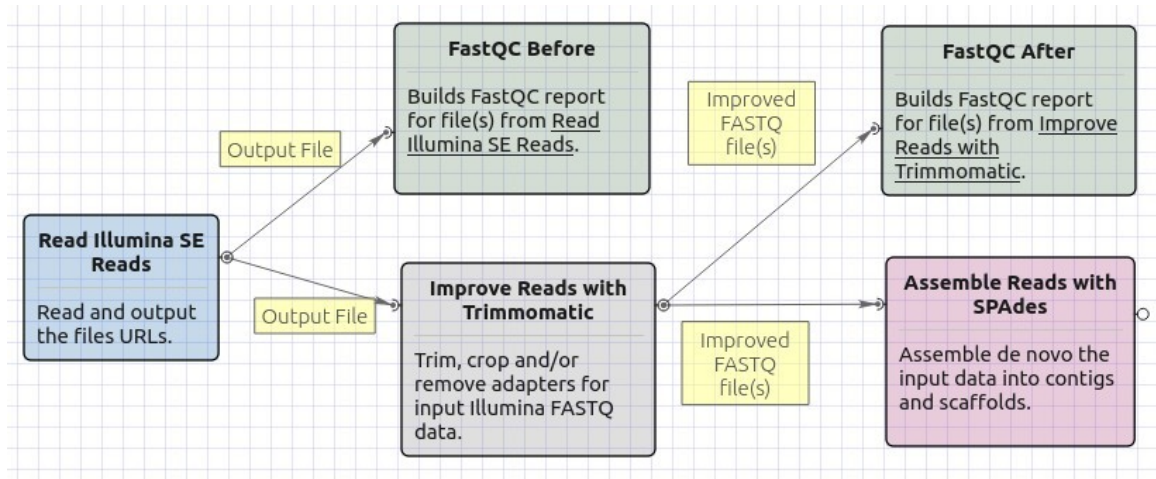 FastQC Before
Builds FastQC report
for file(s) from Read
Illumina SE Reads.
FastQC After
Builds FastQC report
for file(s) from Improve
Reads with
Trimmomatic.
Improved
FASTQ
file(s)
Output File
Read Illumina SE
Reads
Read and output
the files URLs.
Output File
Improve Reads with
Trimmomatic
Trim, crop and/or
remove adapters for
input Illumina FASTQ
data.
Improved
FASTQ
file(s)
Assemble Reads with
SPAdes
Assemble de novo the
input data into contigs
and scaffolds.